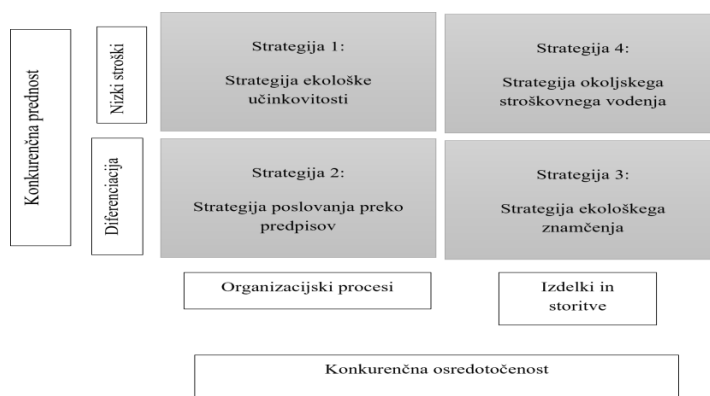 Konkurenčna prednost
Nizki stroški
Strategija 1:
Strategija ekološke
učinkovitosti
Strategija 4:
Strategija okoljskega
stroškovnega vodenja
Diferenciacija
Strategija 2:
Strategija poslovanja preko
predpisov
Strategija 3:
Strategija ekološkega
znamčenja
Organizacijski procesi
Izdelki in
storitve
Konkurenčna osredotočenost